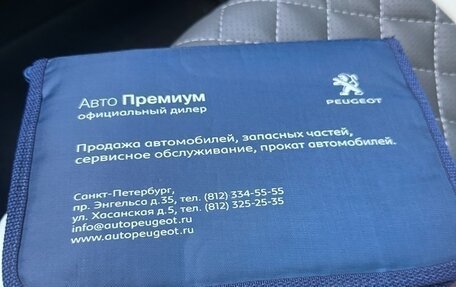 Авто Премиум
официальный дилер
PEUGEOT
Продажа автомобилей, запасных частей,
сервисное обслуживание, прокат автомобилей.
Санкт-Петербург,
пр. Энгельса д.35, тел. (812) 334-55-55
ул. Хасанская д.5, тел. (812) 325-25-35
info@autopeugeot.ru
www.autopeugeot.ru